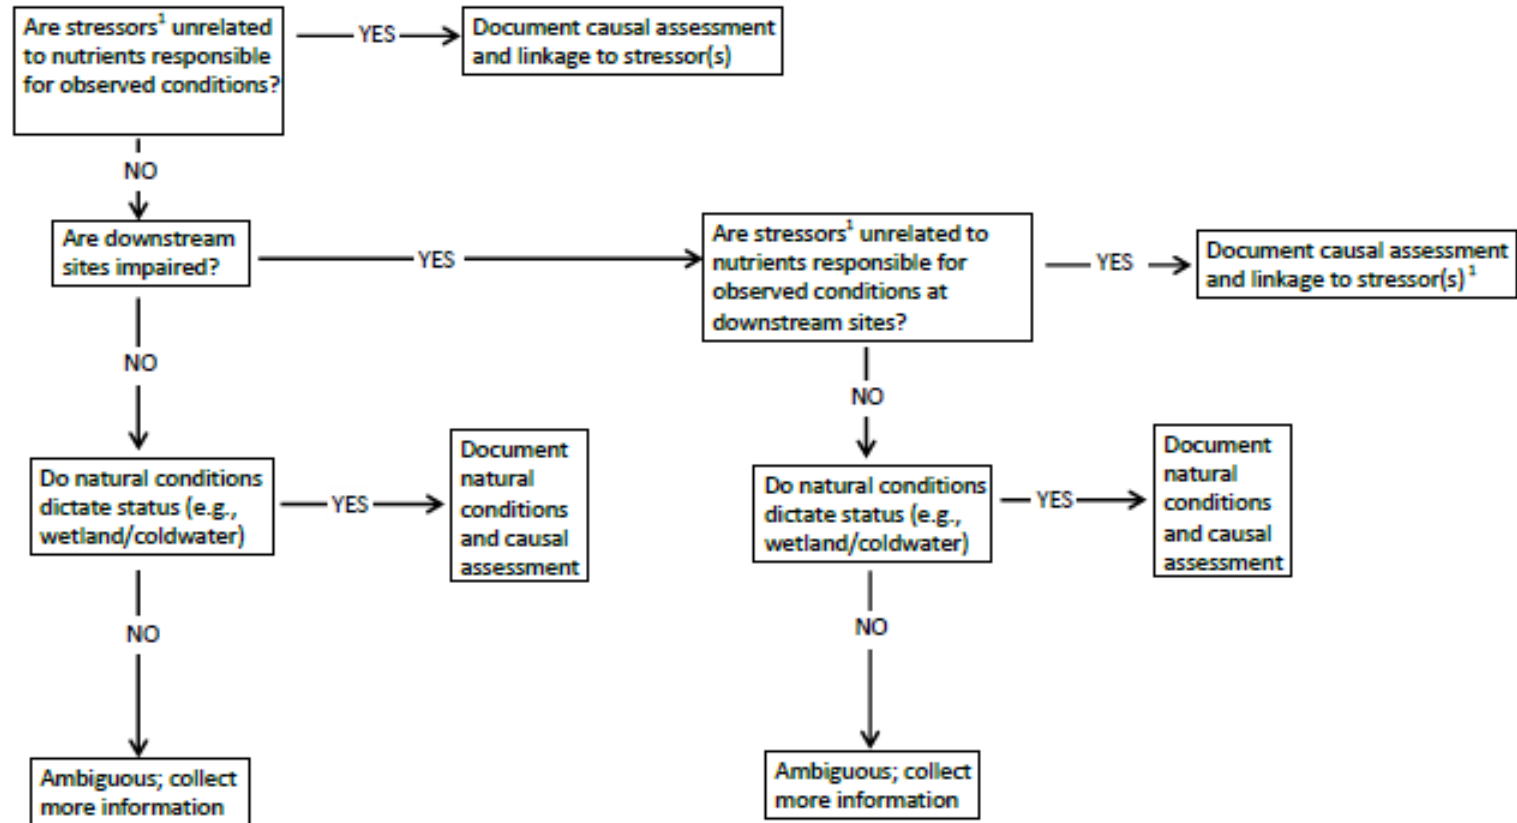 Are stressors¹ unrelated
to nutrients responsible
for observed conditions?
YES
Document causal assessment
and linkage to stressor(s)
NO
Are downstream
sites impaired?
YES
Are stressors¹ unrelated to
nutrients responsible for
observed conditions at
downstream sites?
YES
Document causal assessment
and linkage to stressor(s)¹
NO
NO
Do natural conditions
dictate status (e.g.,
wetland/coldwater)
YES
Document
natural
conditions
and causal
assessment
Do natural conditions
dictate status (e.g.,
wetland/coldwater)
YES
Document
natural
conditions
and causal
assessment
NO
NO
Ambiguous; collect
more information
Ambiguous; collect
more information